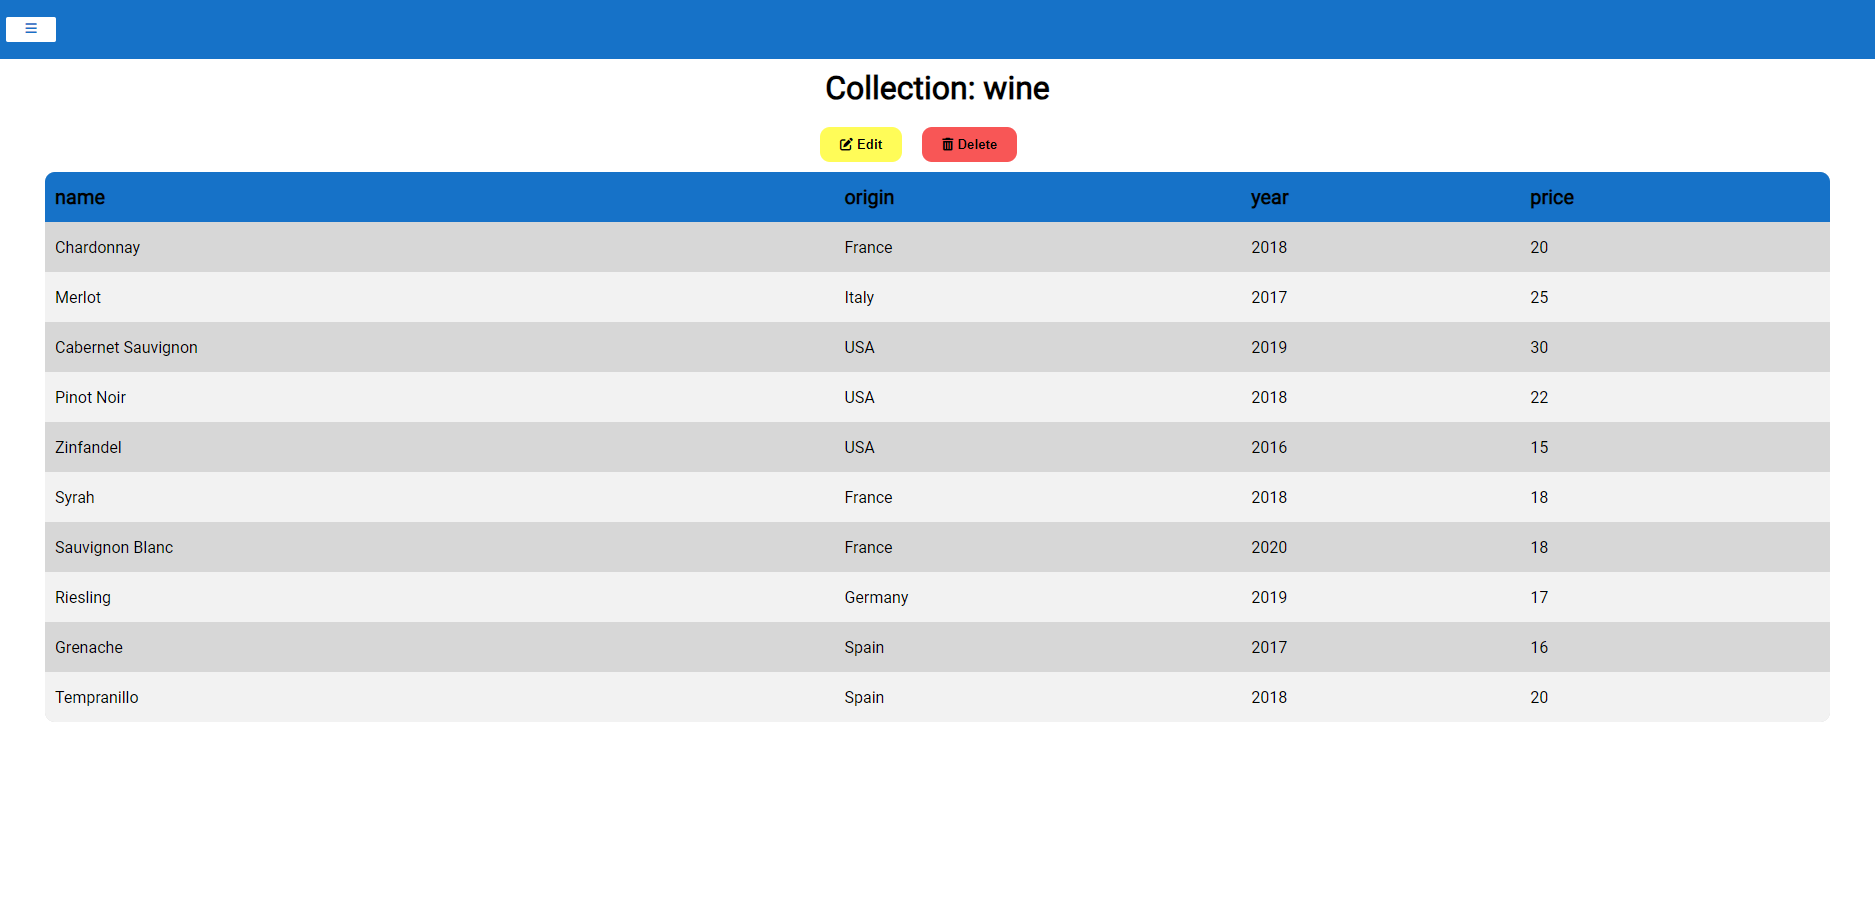 Collection: wine
Edit Delete
name origin year price
Chardonnay France 2018 20
Merlot Italy 2017 25
Cabernet Sauvignon USA 2019 30
Pinot Noir USA 2018 22
Zinfandel USA 2016 15
Syrah France 2018 18
Sauvignon Blanc France 2020 18
Riesling Germany 2019 17
Grenache Spain 2017 16
Tempranillo Spain 2018 20